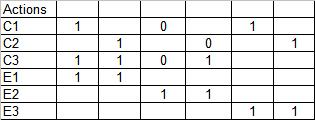 Actions
C1 1 0 1
C2 1 0 1
C3 1 1 0 1
E1 1 1
E2 1 1
E3 1 1